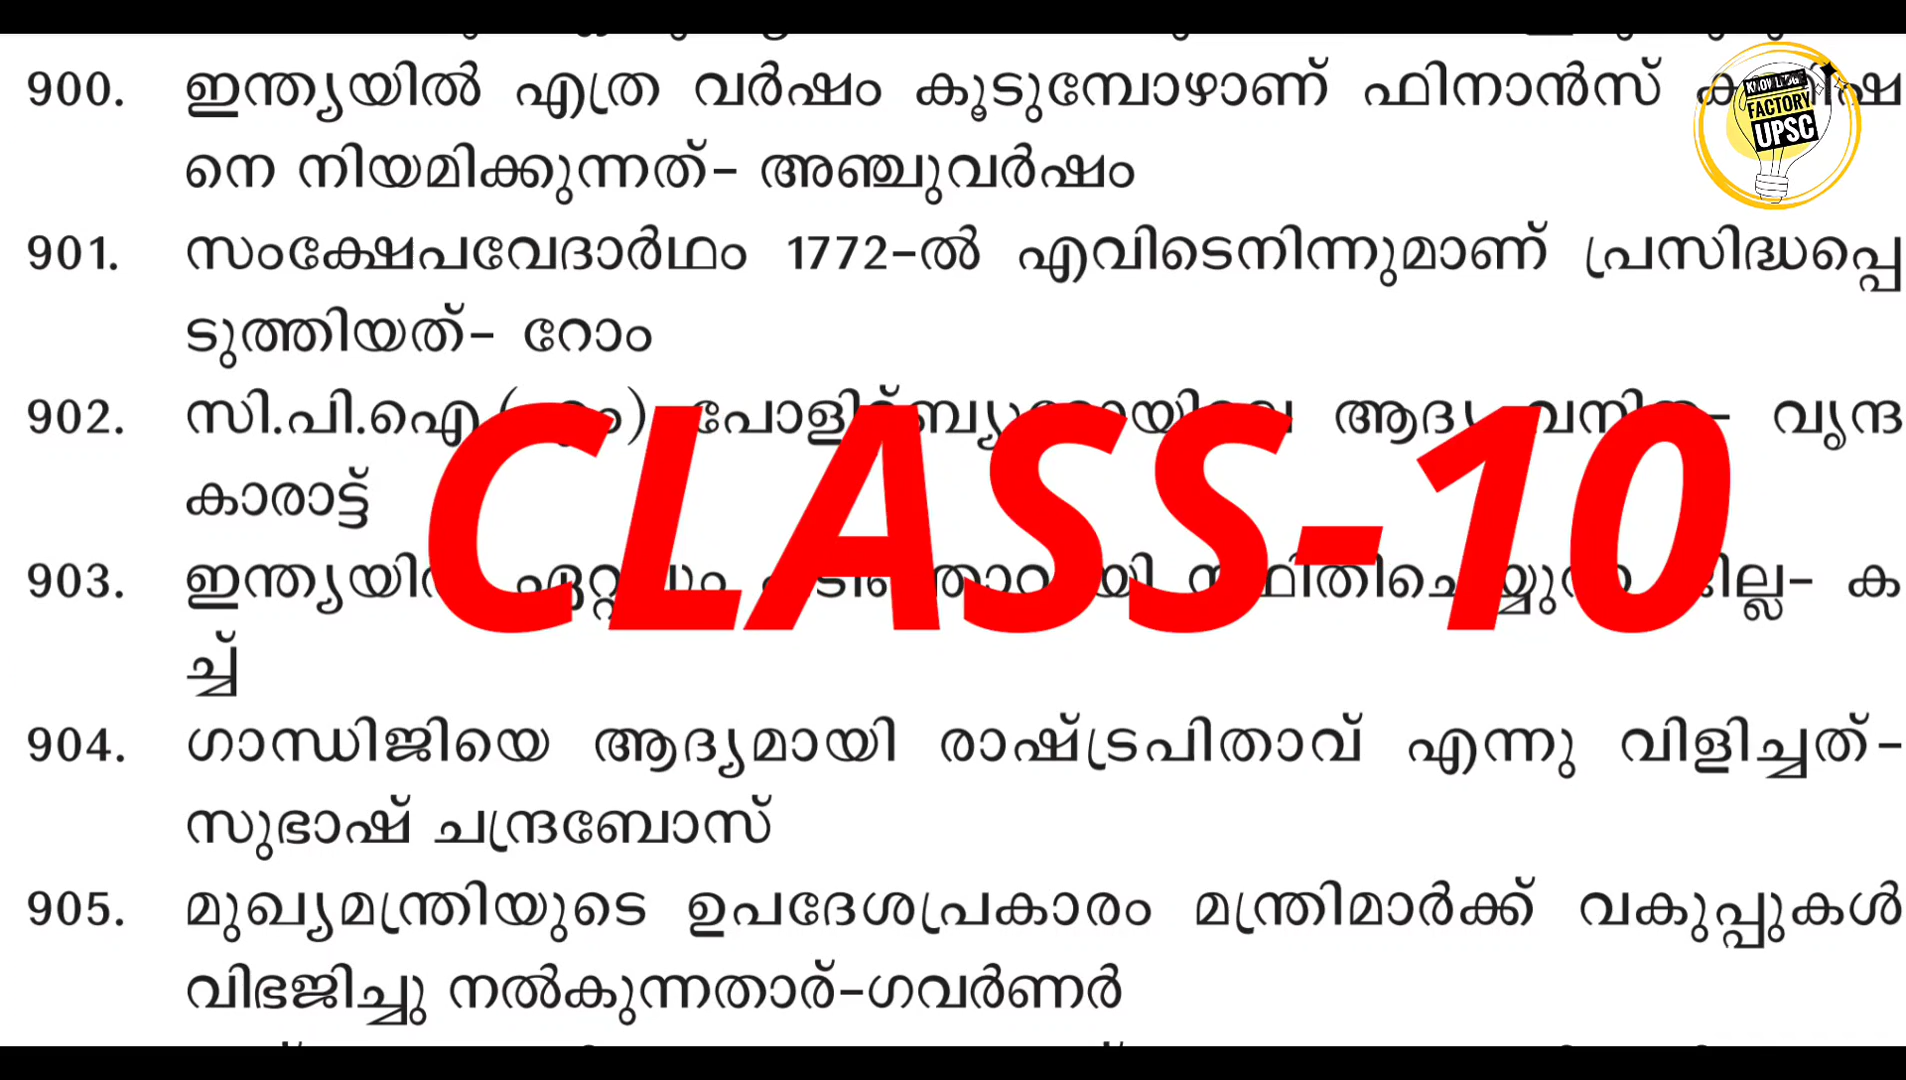 900. ഇന്ത്യയിൽ എത്ര വർഷം കൂടുമ്പോഴാണ് ഫിനാൻസ്
നെ നിയമിക്കുന്നത്- അഞ്ചുവർഷം
KNOWLEDGE
FACTORY
UPSC
901. സംക്ഷേപവേദാർഥം 1772-ൽ എവിടെനിന്നുമാണ് പ്രസിദ്ധപ്പെ
ടുത്തിയത്- റോം
902. സി.പി.ഐ ആദ്യ വൃന്ദ
കാരാട്ട്
CLASS-10
903. ഇന്ത്യയിൽ ക
ച്ച്
904. ഗാന്ധിജിയെ ആദ്യമായി രാഷ്ട്രപിതാവ് എന്നു വിളിച്ചത്-
സുഭാഷ് ചന്ദ്രബോസ്
905. മുഖ്യമന്ത്രിയുടെ ഉപദേശപ്രകാരം മന്ത്രിമാർക്ക് വകുപ്പുകൾ
വിഭജിച്ചു നൽകുന്നതാര്-ഗവർണർ